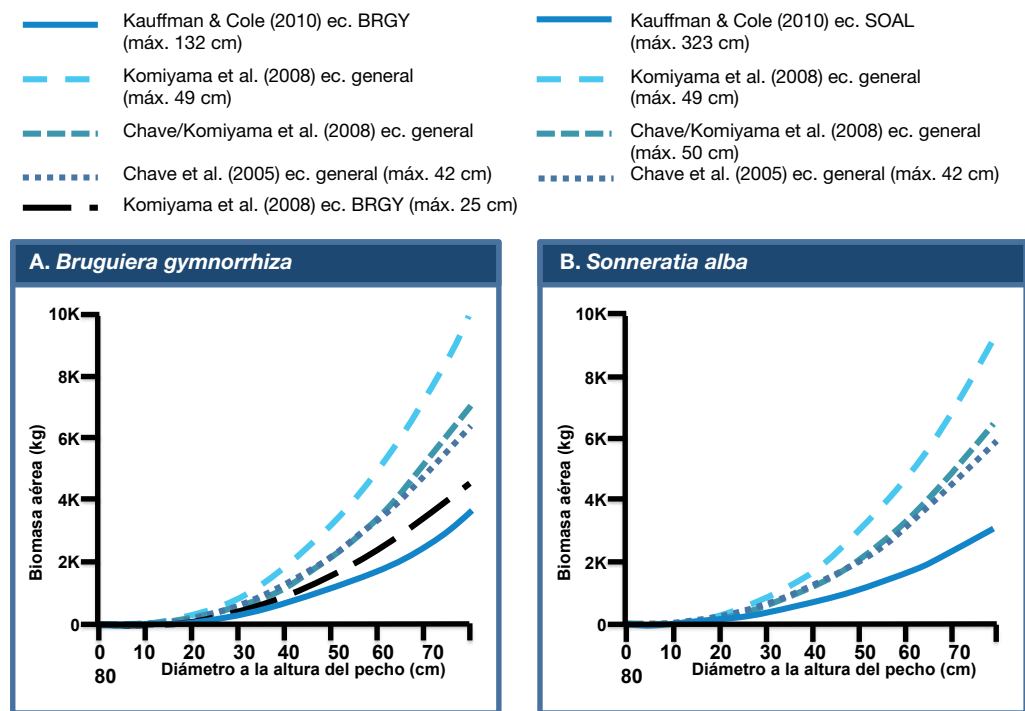 Kauffman & Cole (2010) ec. BRGY
(máx. 132 cm)
Komiyama et al. (2008) ec. general
(máx. 49 cm)
Chave/Komiyama et al. (2008) ec. general
Chave et al. (2005) ec. general (máx. 42 cm)
Komiyama et al. (2008) ec. BRGY (máx. 25 cm)
Kauffman & Cole (2010) ec. SOAL
(máx. 323 cm)
Komiyama et al. (2008) ec. general
(máx. 49 cm)
Chave/Komiyama et al. (2008) ec. general
(máx. 50 cm)
Chave et al. (2005) ec. general (máx. 42 cm)
A. Bruguiera gymnorrhiza
Biomasa aérea (kg)
10K
8K
6K
4K
2K
0
0 10 20 30 40 50 60 70
80
Diámetro a la altura del pecho (cm)
B. Sonneratia alba
Biomasa aérea (kg)
10K
8K
6K
4K
2K
0
0 10 20 30 40 50 60 70
80
Diámetro a la altura del pecho (cm)